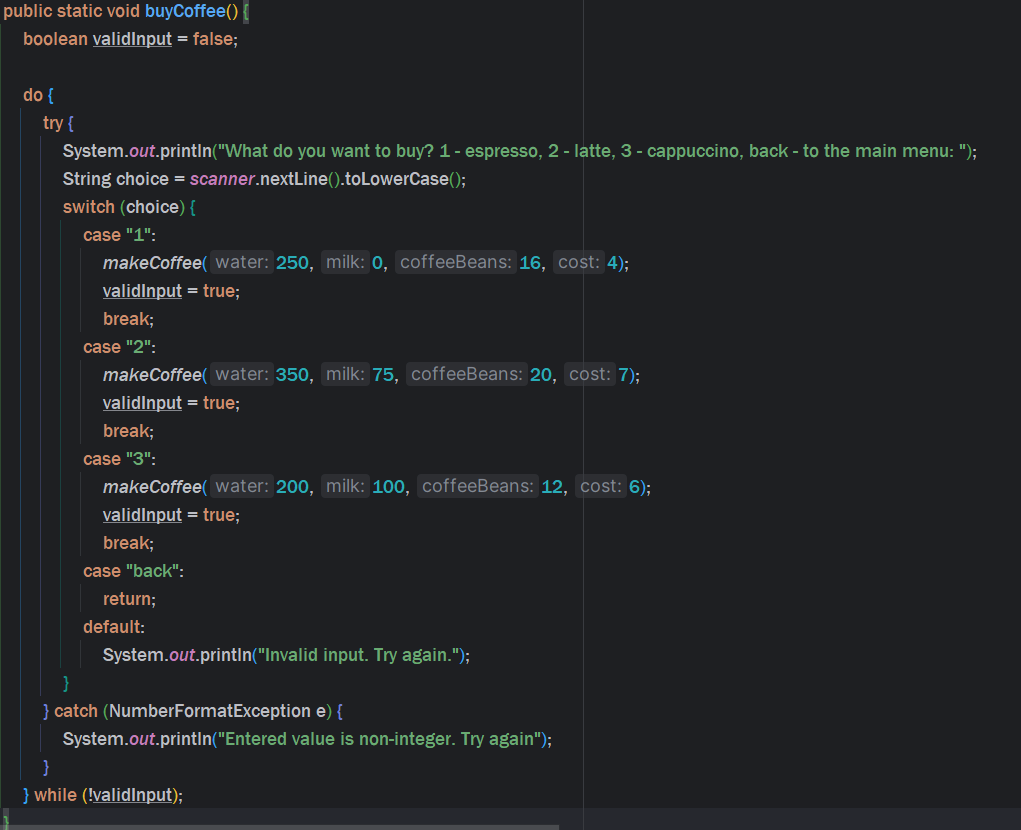 public static void buyCoffee() {
boolean validInput = false;
do {
try {
System.out.println("What do you want to buy? 1 - espresso, 2 - latte, 3 - cappuccino, back - to the main menu: ");
String choice = scanner.nextLine().toLowerCase();
switch (choice) {
case "1":
makeCoffee( water: 250, milk: 0, coffeeBeans: 16, cost: 4);
validInput = true;
break;
case "2":
makeCoffee( water: 350, milk: 75, coffeeBeans: 20, cost: 7);
validInput = true;
break;
case "3":
makeCoffee( water: 200, milk: 100, coffeeBeans: 12, cost: 6);
validInput = true;
break;
case "back":
return;
default:
System.out.println("Invalid input. Try again.");
}
} catch (NumberFormatException e) {
System.out.println("Entered value is non-integer. Try again");
}
} while (!validInput);
}